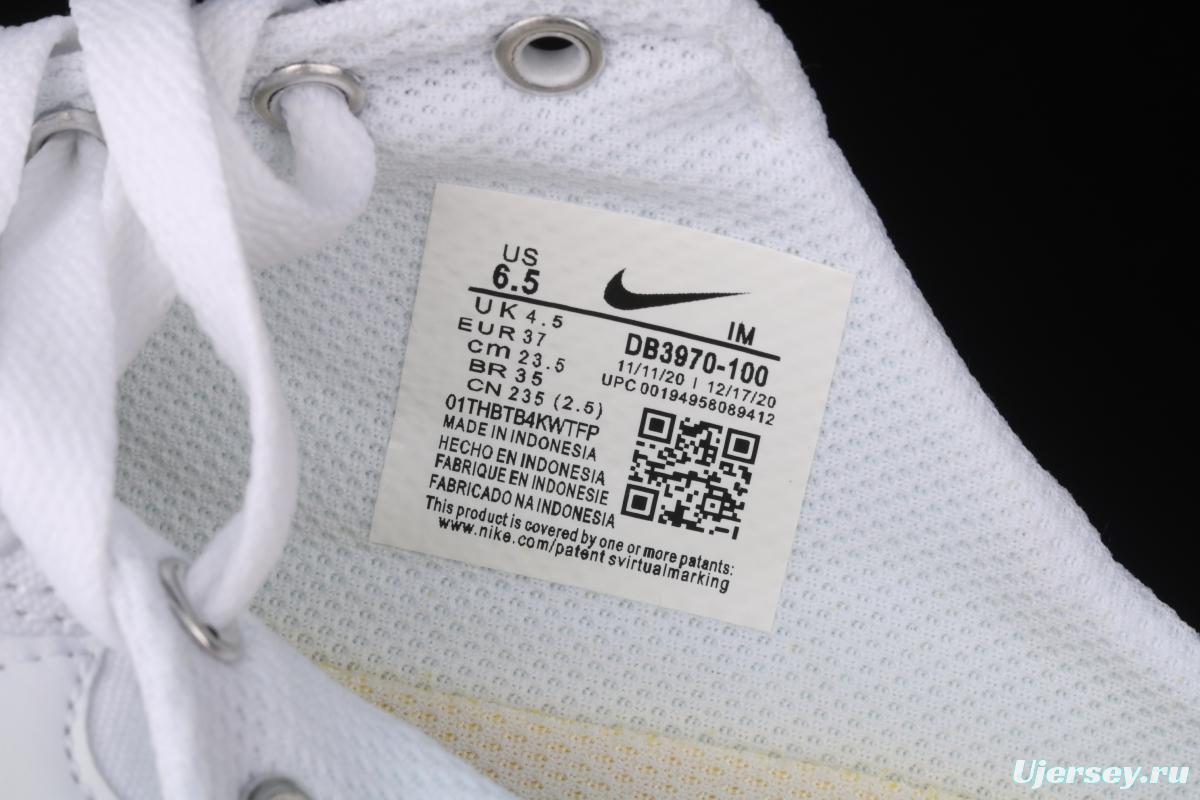 US
6.5
UK 4.5
EUR 37
cm 23.5
BR 35
CN 235 (2.5)
IM
DB3970-100
11/11/20 | 12/17/20
UPC 00194958089412
01THBTB4KWTFP
MADE IN INDONESIA
HECHO EN INDONESIA
FABRIQUE EN INDONESIE
FABRICADO NA INDONESIA
This product is covered by one or more patants:
www.nike.com/patent svirtualmarking
Ujersey.ru